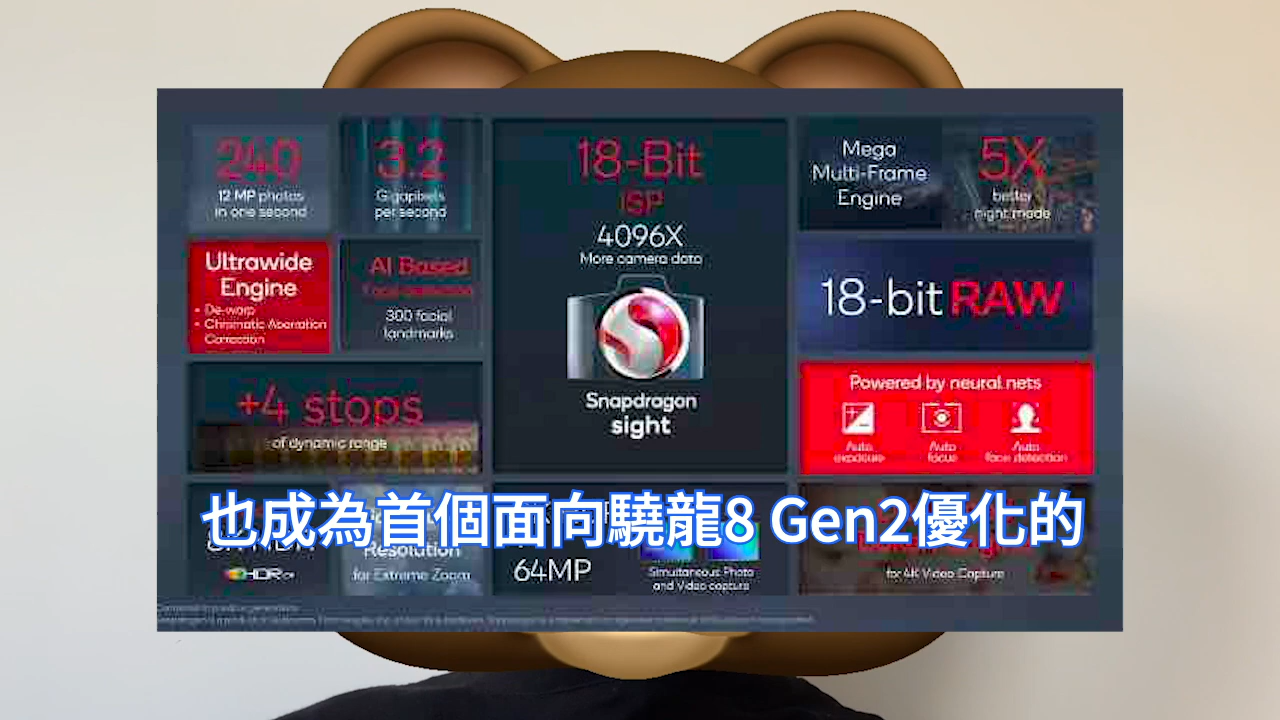 240
12 MP photos
in one second
3.2
Gigapixels
per second
18-Bit
ISP
4096X
More camera data
Snapdragon
sight
Mega
Multi-Frame
Engine
5X
better
night mode
Ultrawide
Engine
• De-warp
• Chromatic Aberration
Correction
AI Based
300 facial
landmarks
18-bit RAW
+4 stops
of dynamic range
Powered by neural nets
Auto
exposure
Auto
focus
Auto
face detection
也成為首個面向驍龍8 Gen2優化的
HDR
Resolution
for Extreme Zoom
64MP
Simultaneous Photo
and Video capture
for 4K Video Capture